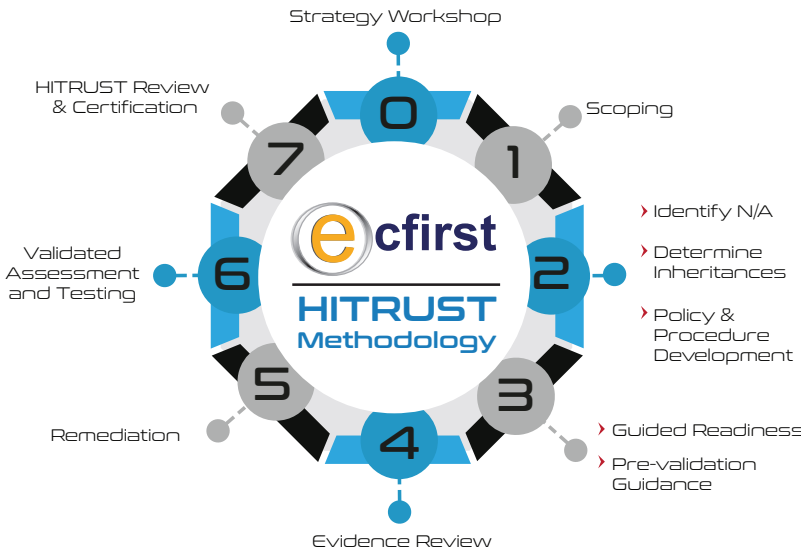 Strategy Workshop
0
Scoping
1
Identify N/A
Determine
Inheritances
Policy &
Procedure
Development
2
Guided Readiness
Pre-validation
Guidance
3
Evidence Review
4
Remediation
5
Validated
Assessment
and Testing
6
HITRUST Review
& Certification
7
ecfirst
HITRUST
Methodology